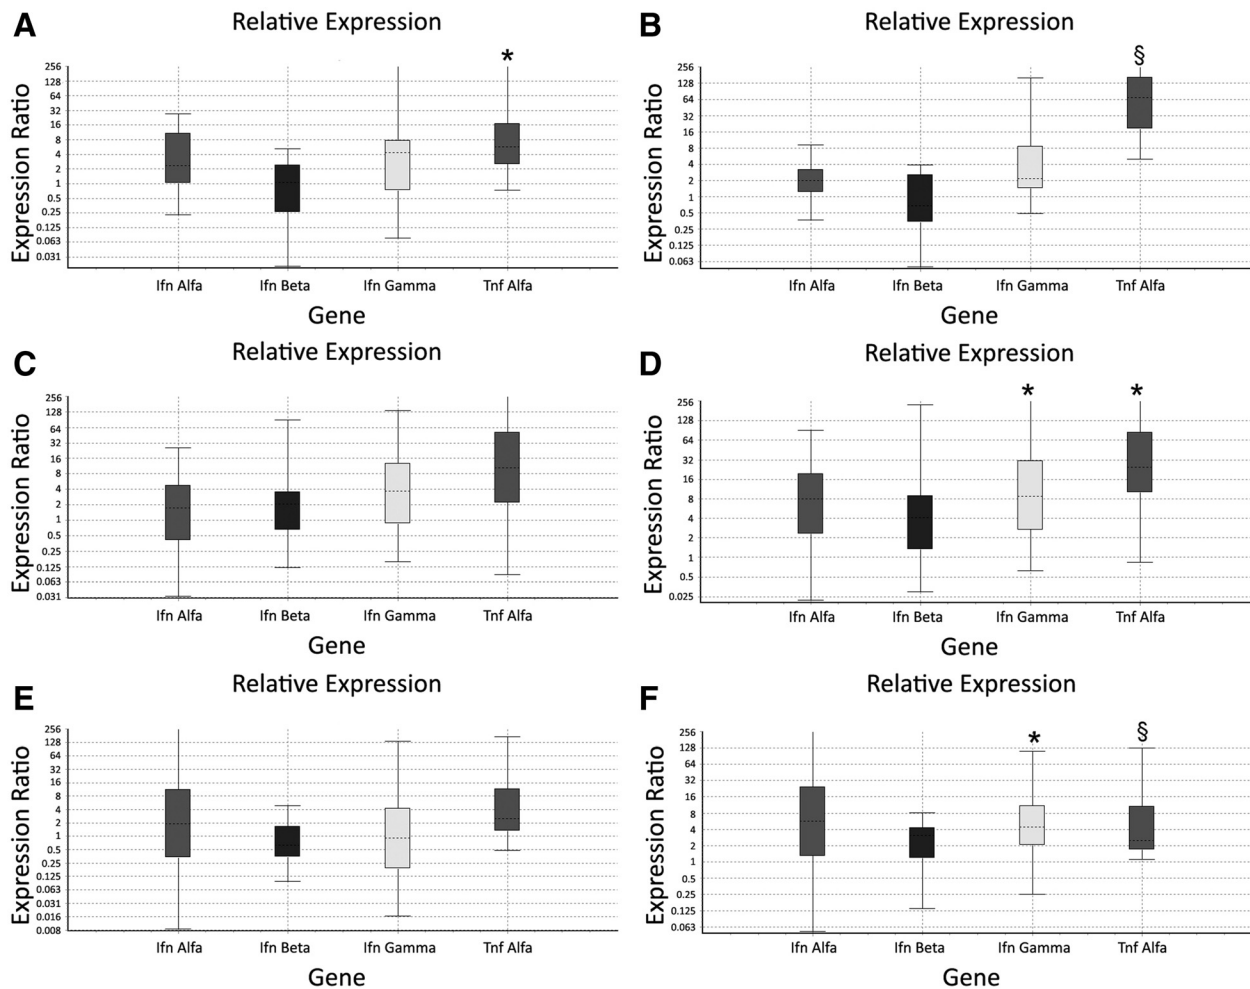 A
Relative Expression
*
Expression Ratio
256
128
64
32
16
8
4
2
1
0.5
0.25
0.125
0.063
0.031
Ifn Alfa Ifn Beta Ifn Gamma Tnf Alfa
Gene
B
Relative Expression
§
Expression Ratio
256
128
64
32
16
8
4
2
1
0.5
0.25
0.125
0.063
Ifn Alfa Ifn Beta Ifn Gamma Tnf Alfa
Gene
C
Relative Expression
Expression Ratio
256
128
64
32
16
8
4
2
1
0.5
0.25
0.125
0.063
0.031
Ifn Alfa Ifn Beta Ifn Gamma Tnf Alfa
Gene
D
Relative Expression
* *
Expression Ratio
256
128
64
32
16
8
4
2
1
0.5
0.025
Ifn Alfa Ifn Beta Ifn Gamma Tnf Alfa
Gene
E
Relative Expression
Expression Ratio
256
128
64
32
16
8
4
2
1
0.5
0.25
0.125
0.063
0.031
0.016
0.008
Ifn Alfa Ifn Beta Ifn Gamma Tnf Alfa
Gene
F
Relative Expression
* §
Expression Ratio
256
128
64
32
16
8
4
2
1
0.5
0.25
0.125
0.063
Ifn Alfa Ifn Beta Ifn Gamma Tnf Alfa
Gene